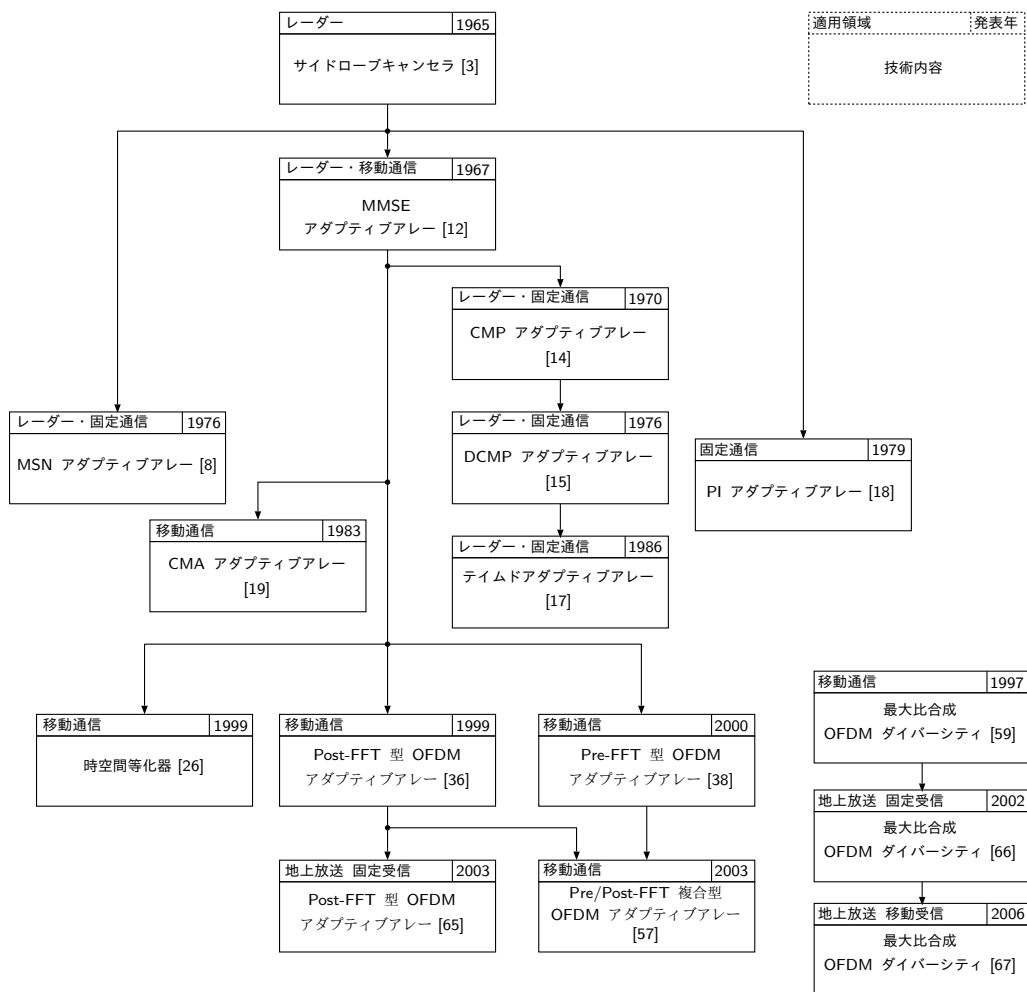 レーダー 1965
サイドローブキャンセラ [3]
適用領域 発表年
技術内容
レーダー・移動通信 1967
MMSE
アダプティブアレー [12]
レーダー・固定通信 1970
CMP アダプティブアレー
[14]
レーダー・固定通信 1976
MSN アダプティブアレー [8]
レーダー・固定通信 1976
DCMP アダプティブアレー
[15]
固定通信 1979
PI アダプティブアレー [18]
移動通信 1983
CMA アダプティブアレー
[19]
レーダー・固定通信 1986
テイムドアダプティブアレー
[17]
移動通信 1999
時空間等化器 [26]
移動通信 1999
Post-FFT 型 OFDM
アダプティブアレー [36]
移動通信 2000
Pre-FFT 型 OFDM
アダプティブアレー [38]
移動通信 1997
最大比合成
OFDM ダイバーシティ [59]
地上放送 固定受信 2002
最大比合成
OFDM ダイバーシティ [66]
地上放送 固定受信 2003
Post-FFT 型 OFDM
アダプティブアレー [65]
移動通信 2003
Pre/Post-FFT 複合型
OFDM アダプティブアレー
[57]
地上放送 移動受信 2006
最大比合成
OFDM ダイバーシティ [67]